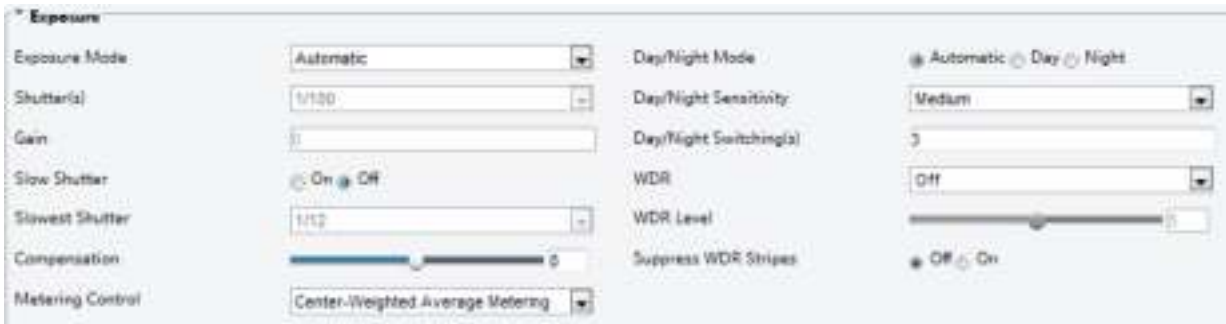 Exposure
Exposure Mode
Automatic
Shutter(s)
1/100
Gain
0
Slow Shutter
On Off
Slowest Shutter
1/12
Compensation
0
Metering Control
Center-Weighted Average Metering
Day/Night Mode
Automatic Day Night
Day/Night Sensitivity
Medium
Day/Night Switching(s)
3
WDR
Off
WDR Level
Suppress WDR Stripes
Off On